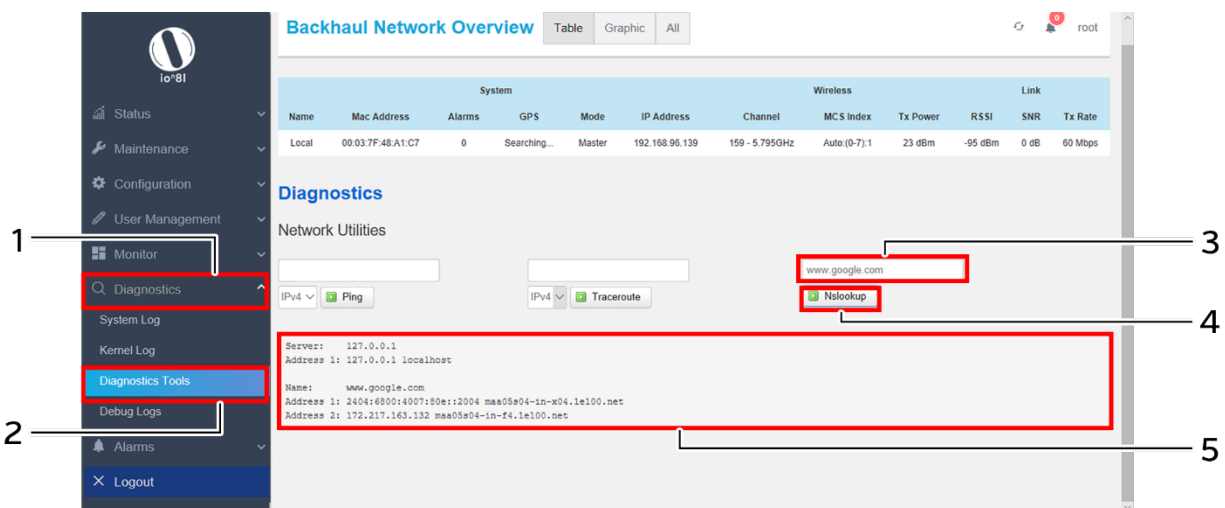 Backhaul Network Overview Table Graphic All 0 root
io^n8l
System Wireless Link
Name Mac Address Alarms GPS Mode IP Address Channel MCS Index Tx Power RSSI SNR Tx Rate
Local 00:03:7F:48:A1:C7 0 Searching... Master 192.168.96.139 159 - 5.795GHz Auto:(0-7):1 23 dBm -95 dBm 0 dB 60 Mbps
Status
Maintenance
Configuration
User Management
Monitor
Diagnostics
System Log
Kernel Log
Diagnostics Tools
Debug Logs
Alarms
X Logout
Diagnostics
Network Utilities
www.google.com
IPv4 Ping IPv4 Traceroute Nslookup
Server: 127.0.0.1
Address 1: 127.0.0.1 localhost
Name: www.google.com
Address 1: 2404:6800:4007:80e::2004 maa05s04-in-x04.1e100.net
Address 2: 172.217.163.132 maa05s04-in-f4.1e100.net
1
2
3
4
5